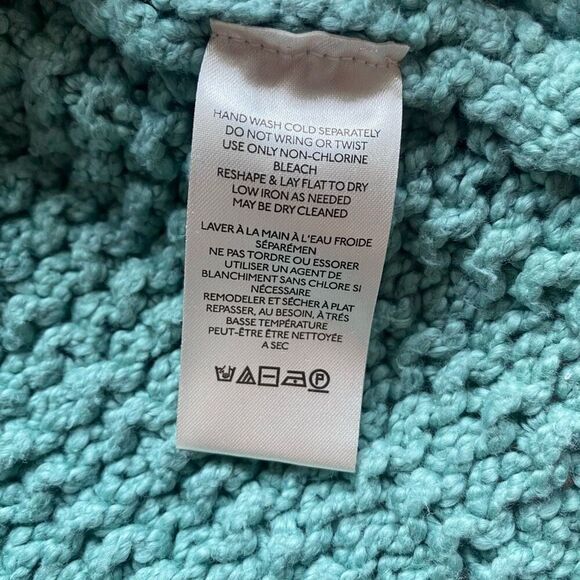 HAND WASH COLD SEPARATELY
DO NOT WRING OR TWIST
USE ONLY NON-CHLORINE
BLEACH
RESHAPE & LAY FLAT TO DRY
LOW IRON AS NEEDED
MAY BE DRY CLEANED
LAVER À LA MAIN À L'EAU FROIDE
SÉPARÉMEN
NE PAS TORDRE OU ESSORER
UTILISER UN AGENT DE
BLANCHIMENT SANS CHLORE SI
NÉCESSAIRE
REMODELER ET SÉCHER À PLAT
REPASSER, AU BESOIN, À TRÉS
BASSE TEMPÉRATURE
PEUT-ÊTRE ÊTRE NETTOYÉE
A SEC
P